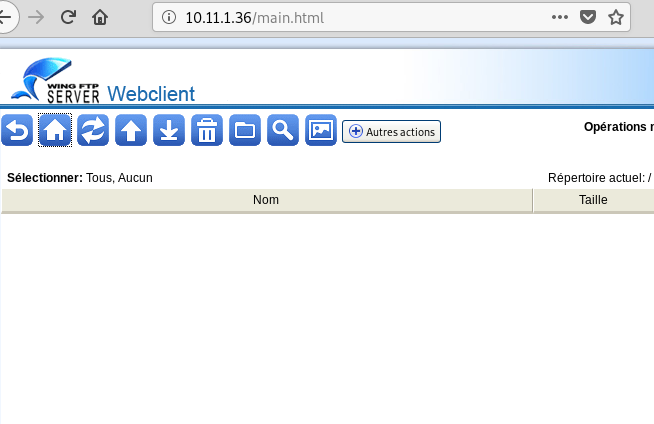 10.11.1.36/main.html
WING FTP
SERVER Webclient
Autres actions
Opérations
Sélectionner: Tous, Aucun
Répertoire actuel: /
Nom Taille